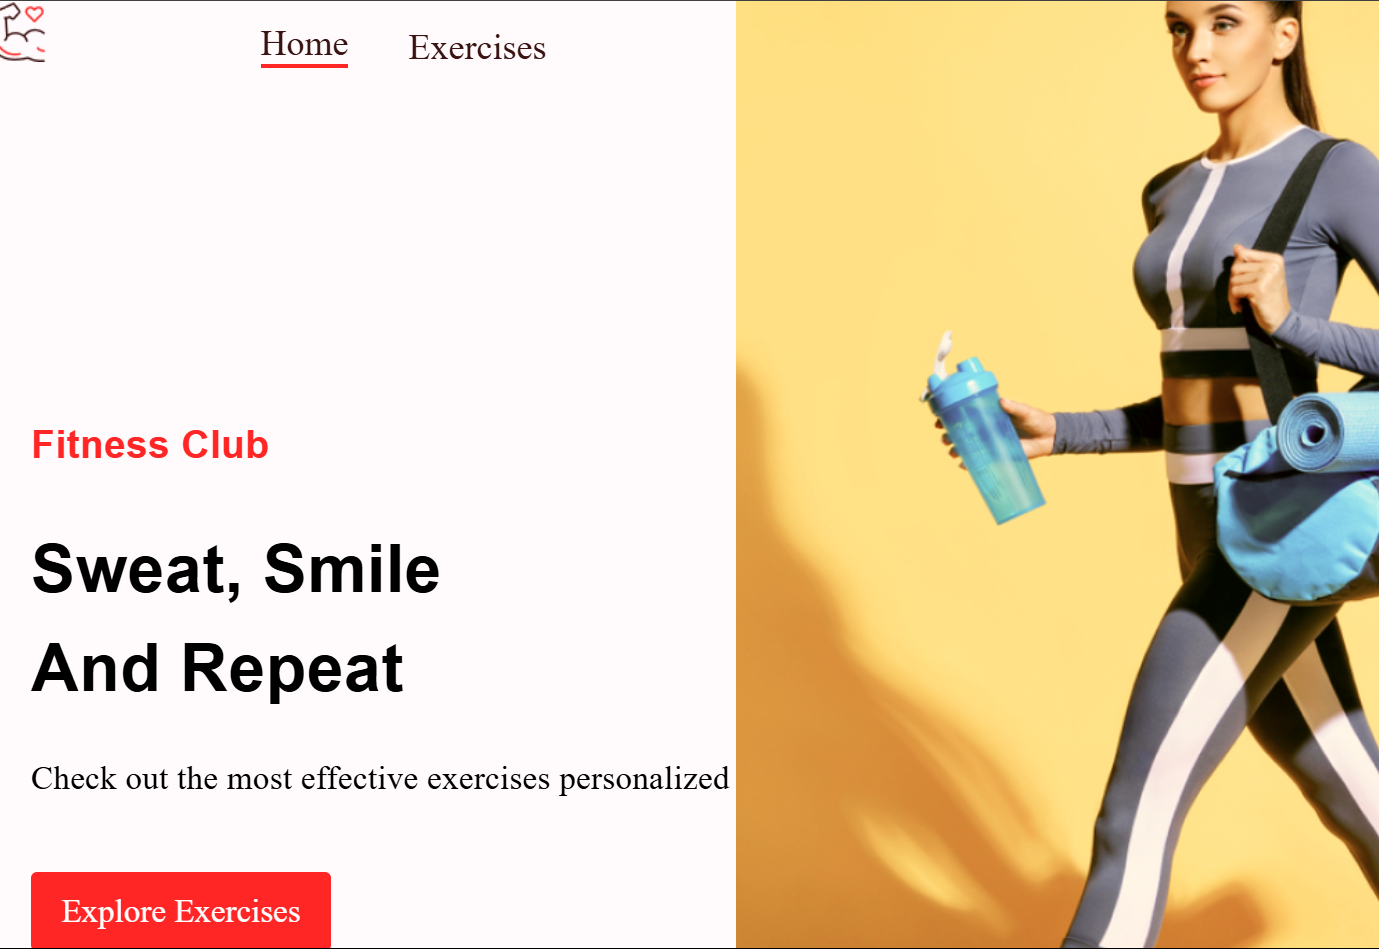 Home
Exercises
Fitness Club
Sweat, Smile
And Repeat
Check out the most effective exercises personalized
Explore Exercises